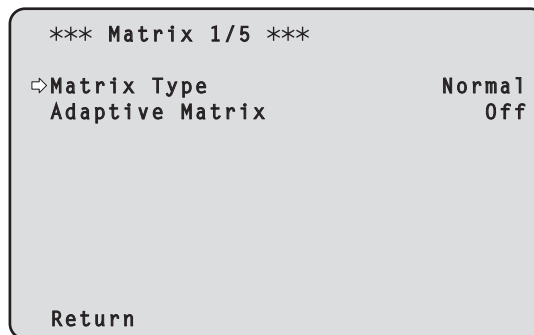 *** Matrix 1/5 ***
⇨Matrix Type Normal
Adaptive Matrix Off
Return